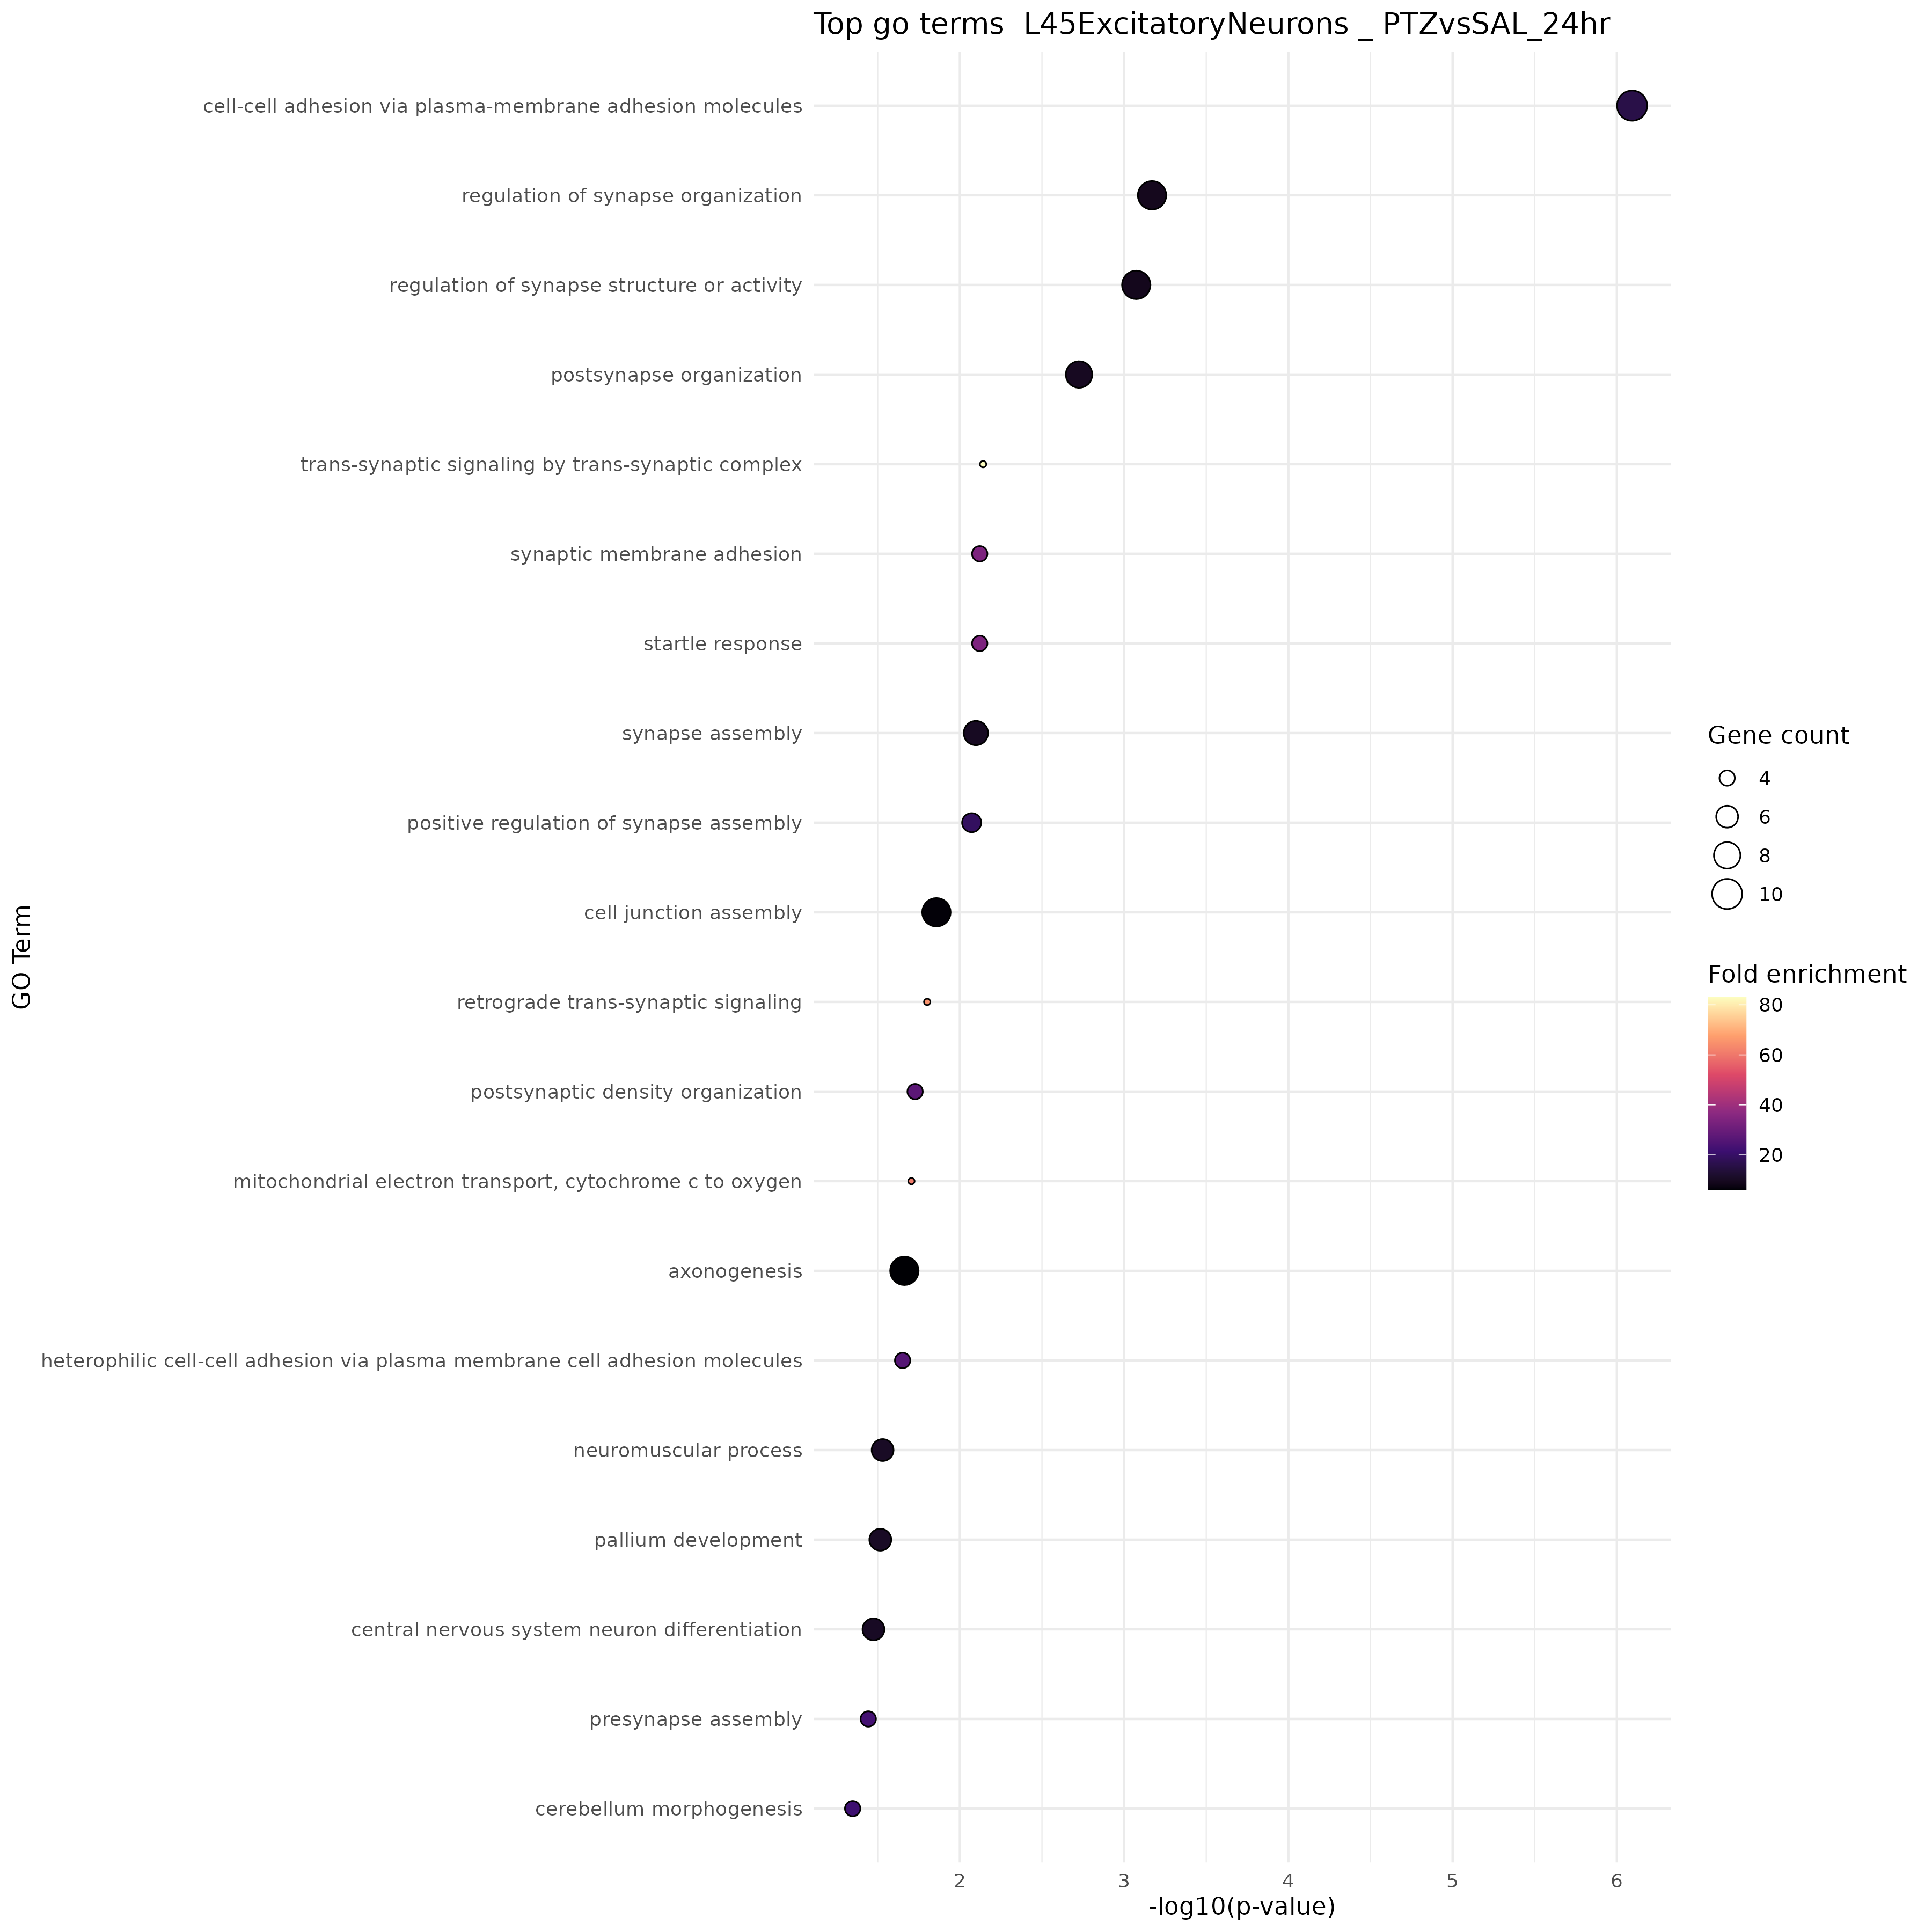 Top go terms  L45ExcitatoryNeurons _ PTZvsSAL_24hr
cell-cell adhesion via plasma-membrane adhesion molecules
regulation of synapse organization
regulation of synapse structure or activity
postsynapse organization
trans-synaptic signaling by trans-synaptic complex
synaptic membrane adhesion
startle response
synapse assembly
positive regulation of synapse assembly
cell junction assembly
retrograde trans-synaptic signaling
postsynaptic density organization
mitochondrial electron transport, cytochrome c to oxygen
axonogenesis
heterophilic cell-cell adhesion via plasma membrane cell adhesion molecules
neuromuscular process
pallium development
central nervous system neuron differentiation
presynapse assembly
cerebellum morphogenesis
GO Term
2 3 4 5 6
-log10(p-value)
Gene count
4
6
8
10
Fold enrichment
80
60
40
20